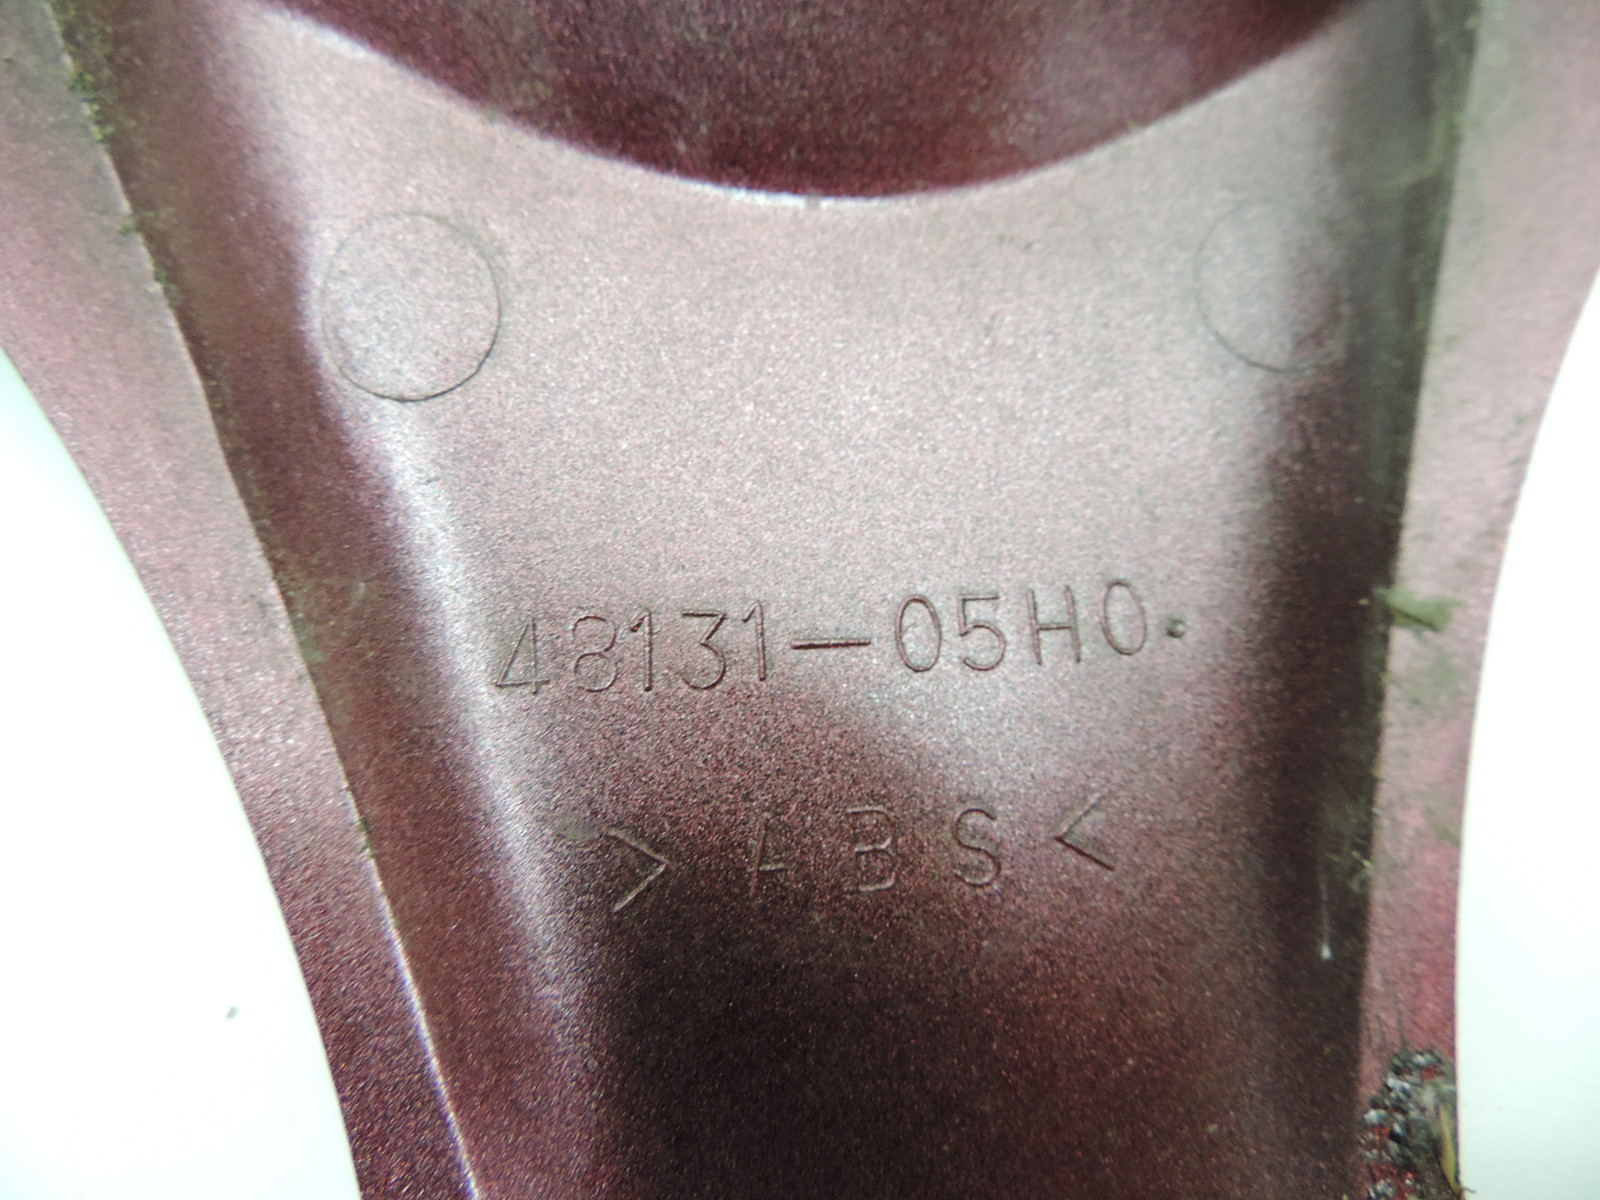 48131-05H0.
> ABS <